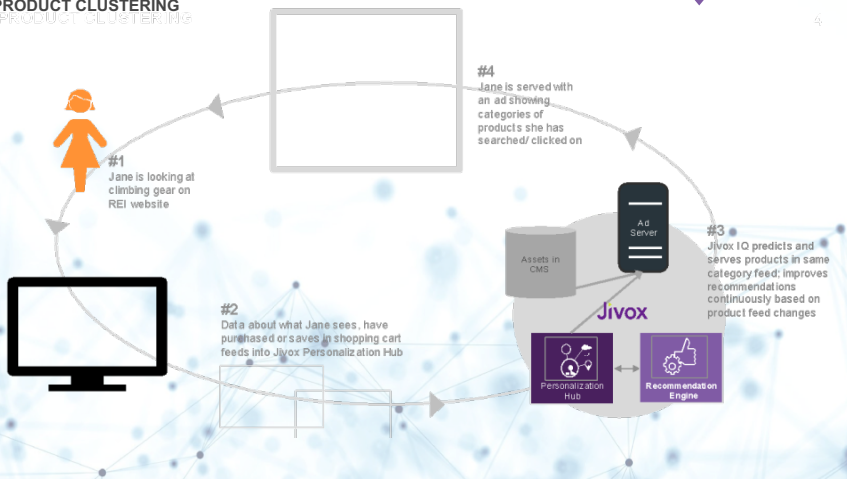 PRODUCT CLUSTERING
PRODUCT CLUSTERING
4
#4
Jane is served with
an ad showing
categories of
products she has
searched/ clicked on
#1
Jane is looking at
climbing gear on
REI website
Ad
Server
Assets in
CMS
#3
Jivox IQ predicts and
serves products in same
category feed; improves
recommendations
continuously based on
product feed changes
Jivox
#2
Data about what Jane sees, have
purchased or saves in shopping cart
feeds into Jivox Personalization Hub
Personalization
Hub
Recommendation
Engine